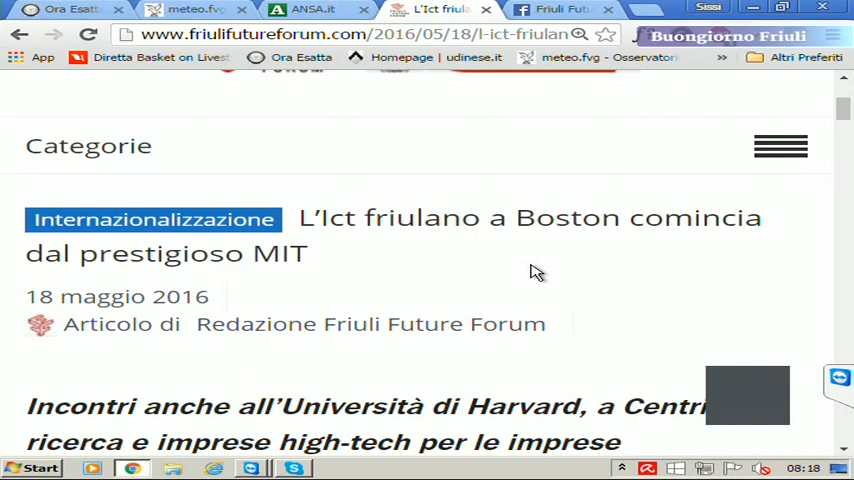 Ora Esatta
meteo.fvg
ANSA.it
L'Ict friula
Friuli Futu
Sissi
www.friulifutureforum.com/2016/05/18/l-ict-friulan
Buongiorno Friuli
App
Diretta Basket on Livest
Ora Esatta
Homepage | udinese.it
meteo.fvg - Osservatori
»
Altri Preferiti
Categorie
Internazionalizzazione L'Ict friulano a Boston comincia
dal prestigioso MIT
18 maggio 2016
Articolo di Redazione Friuli Future Forum
Incontri anche all'Università di Harvard, a Centri
ricerca e imprese high-tech per le imprese
Start
08:18